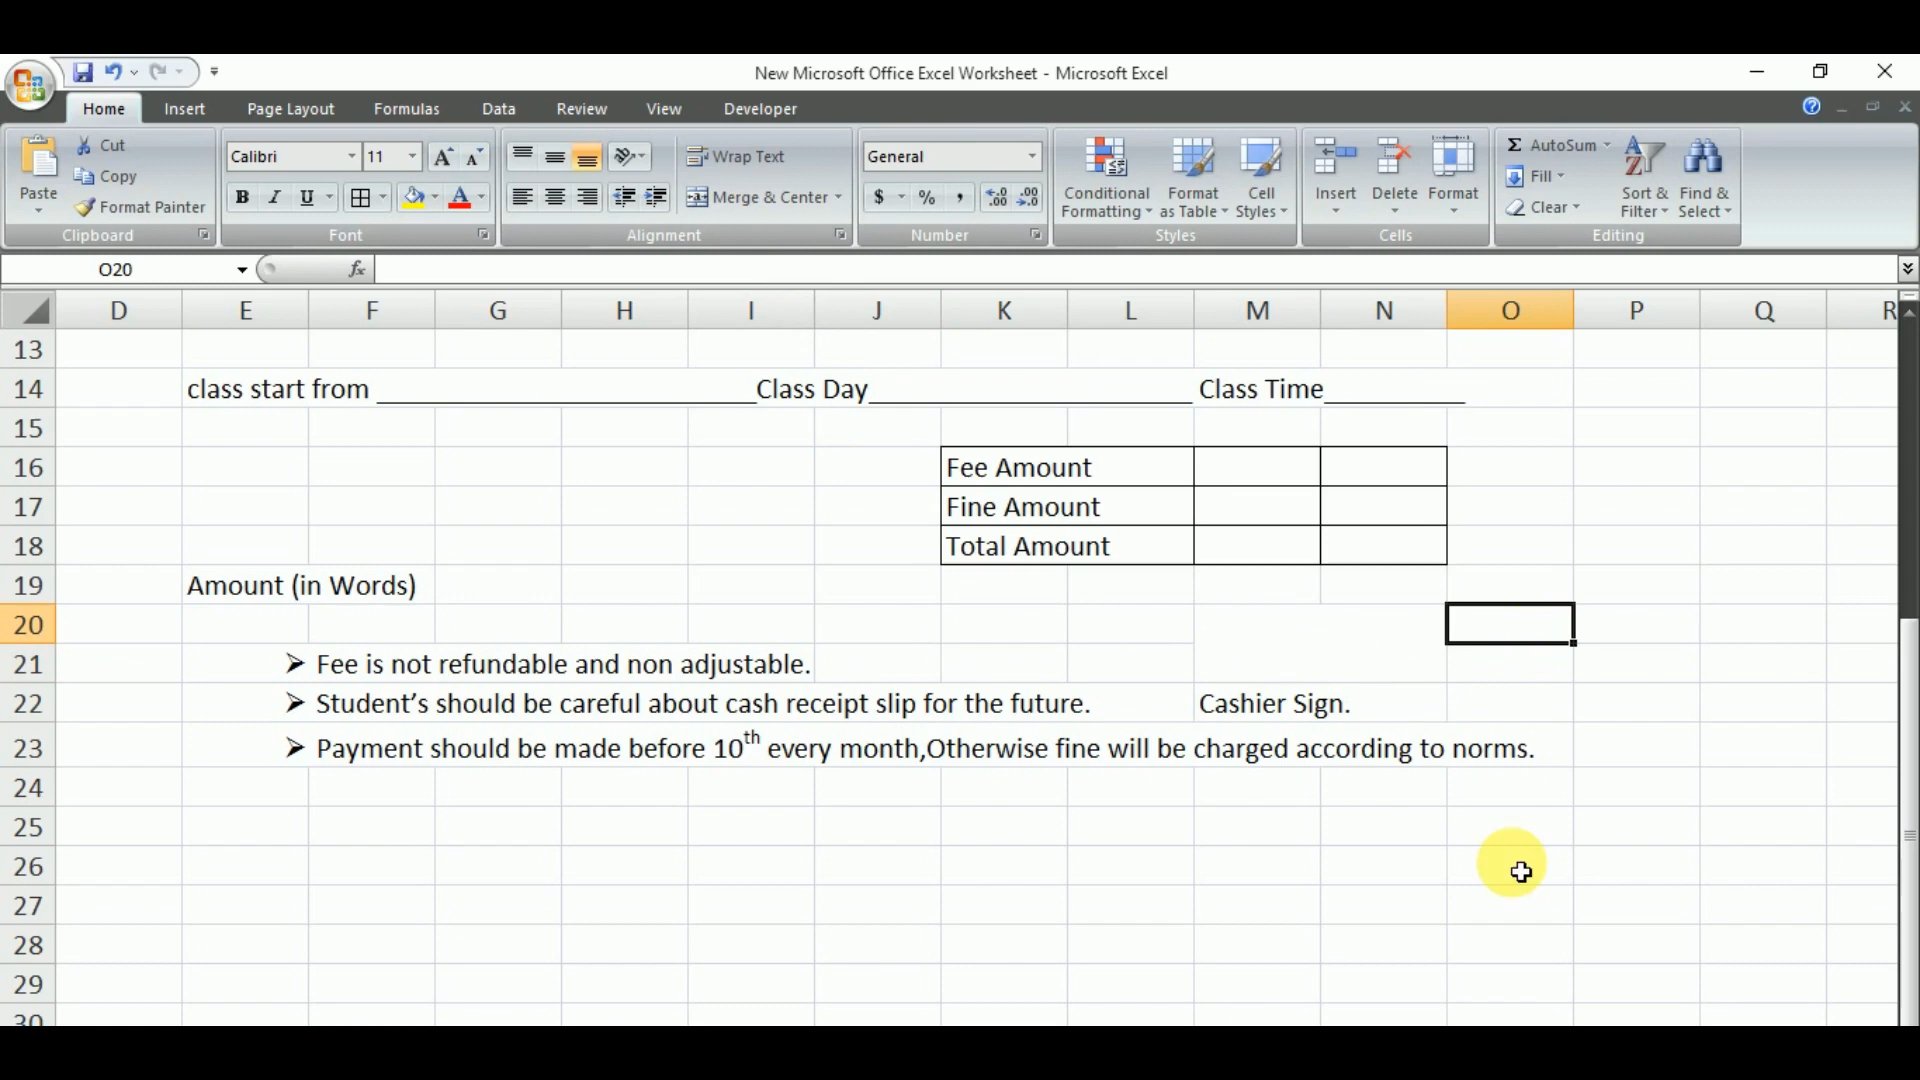 New Microsoft Office Excel Worksheet - Microsoft Excel
Home Insert Page Layout Formulas Data Review View Developer
Paste
Cut
Copy
Format Painter
Clipboard
Calibri 11
B I U A
Font
Wrap Text
Merge & Center
Alignment
General
$ % , .00
Number
Conditional Formatting
Format as Table
Cell Styles
Styles
Insert Delete Format
Cells
Σ AutoSum
Fill
Clear
Sort & Filter
Find & Select
Editing
O20 fx
D E F G H I J K L M N O P Q R
13
14 class start from ______________________________Class Day__________________________ Class Time___________
15
16 Fee Amount
17 Fine Amount
18 Total Amount
19 Amount (in Words)
20
21 ➢ Fee is not refundable and non adjustable.
22 ➢ Student’s should be careful about cash receipt slip for the future. Cashier Sign.
23 ➢ Payment should be made before 10th every month,Otherwise fine will be charged according to norms.
24
25
26
27
28
29
30